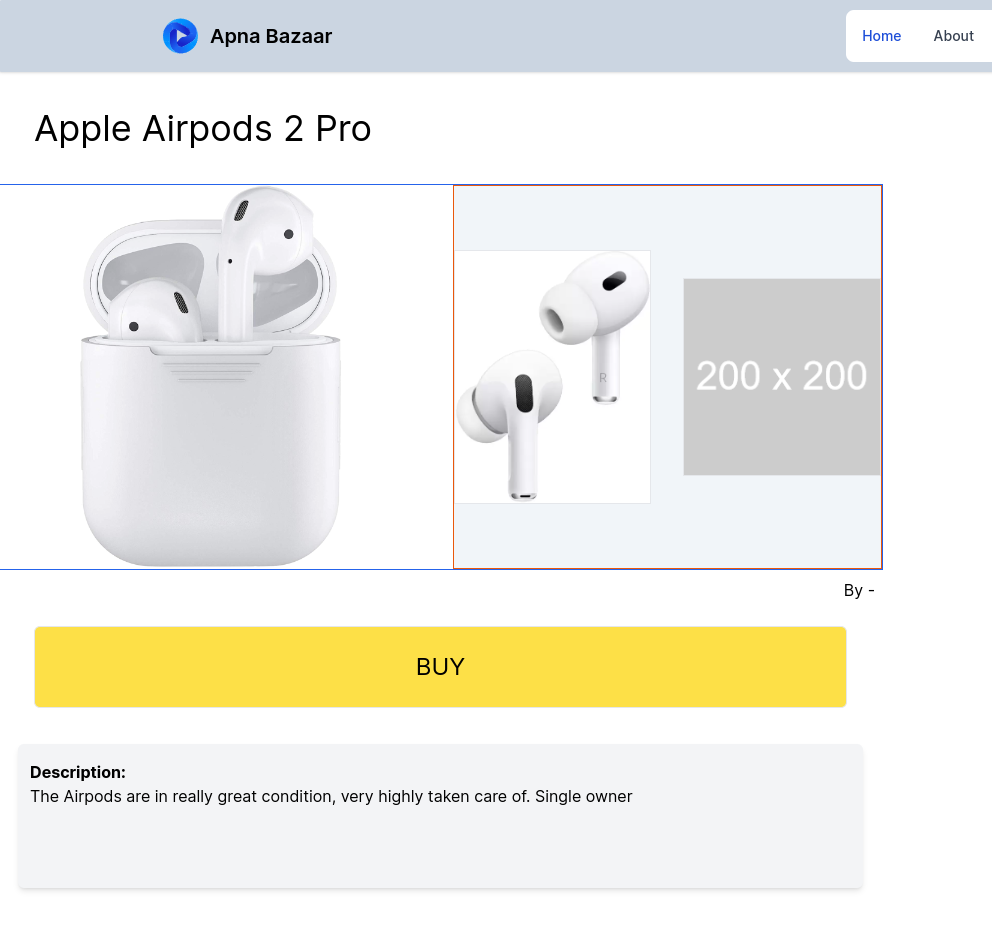 Apna Bazaar
Home About
Apple Airpods 2 Pro
R
200 x 200
By -
BUY
Description:
The Airpods are in really great condition, very highly taken care of. Single owner